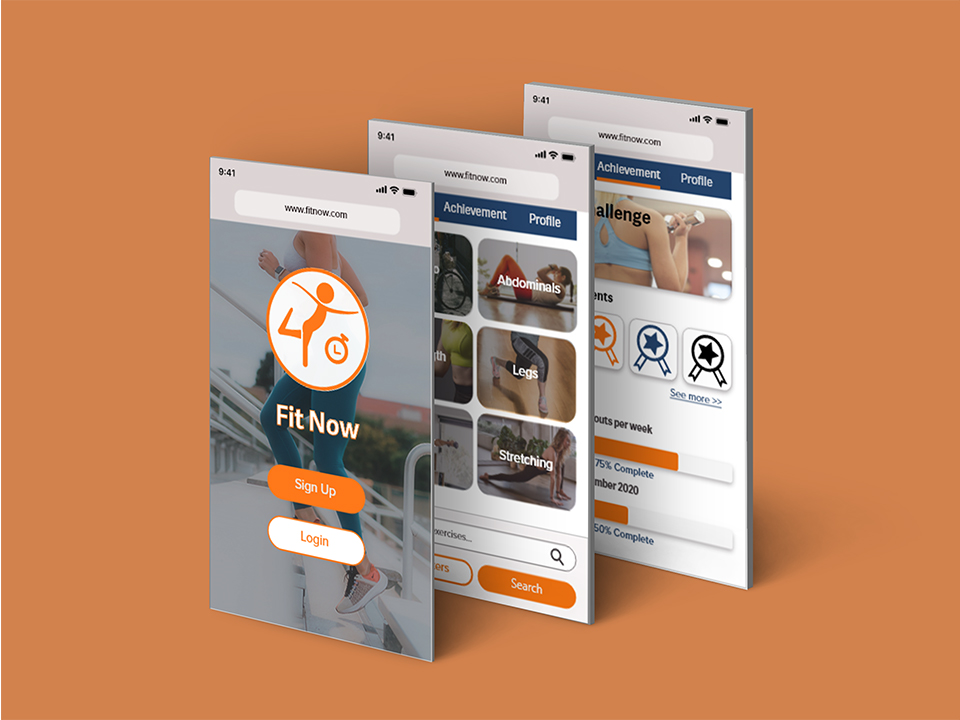 9:41
www.fitnow.com
Fit Now
Sign Up
Login
9:41
www.fitnow.com
Achievement Profile
Abdominals
Legs
Stretching
exercises...
Search
9:41
www.fitnow.com
Achievement Profile
allenge
See more >>
outs per week
75% Complete
mber 2020
50% Complete